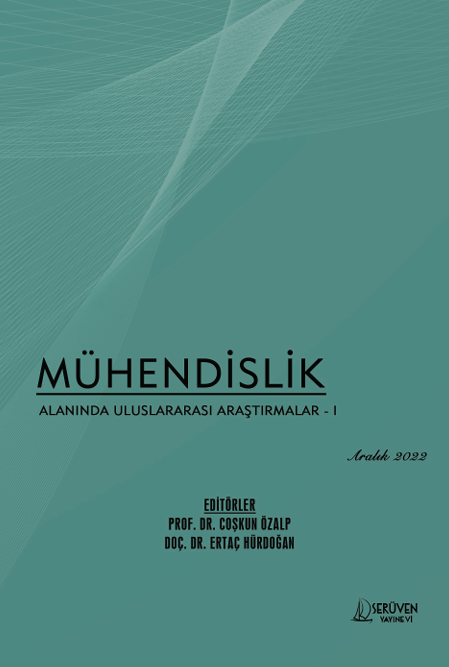 MÜHENDİSLİK
ALANINDA ULUSLARARASI ARAŞTIRMALAR - I
Aralık 2022
EDİTÖRLER
PROF. DR. COŞKUN ÖZALP
DOÇ. DR. ERTAÇ HÜRDOĞAN
SERÜVEN
YAYINEVİ